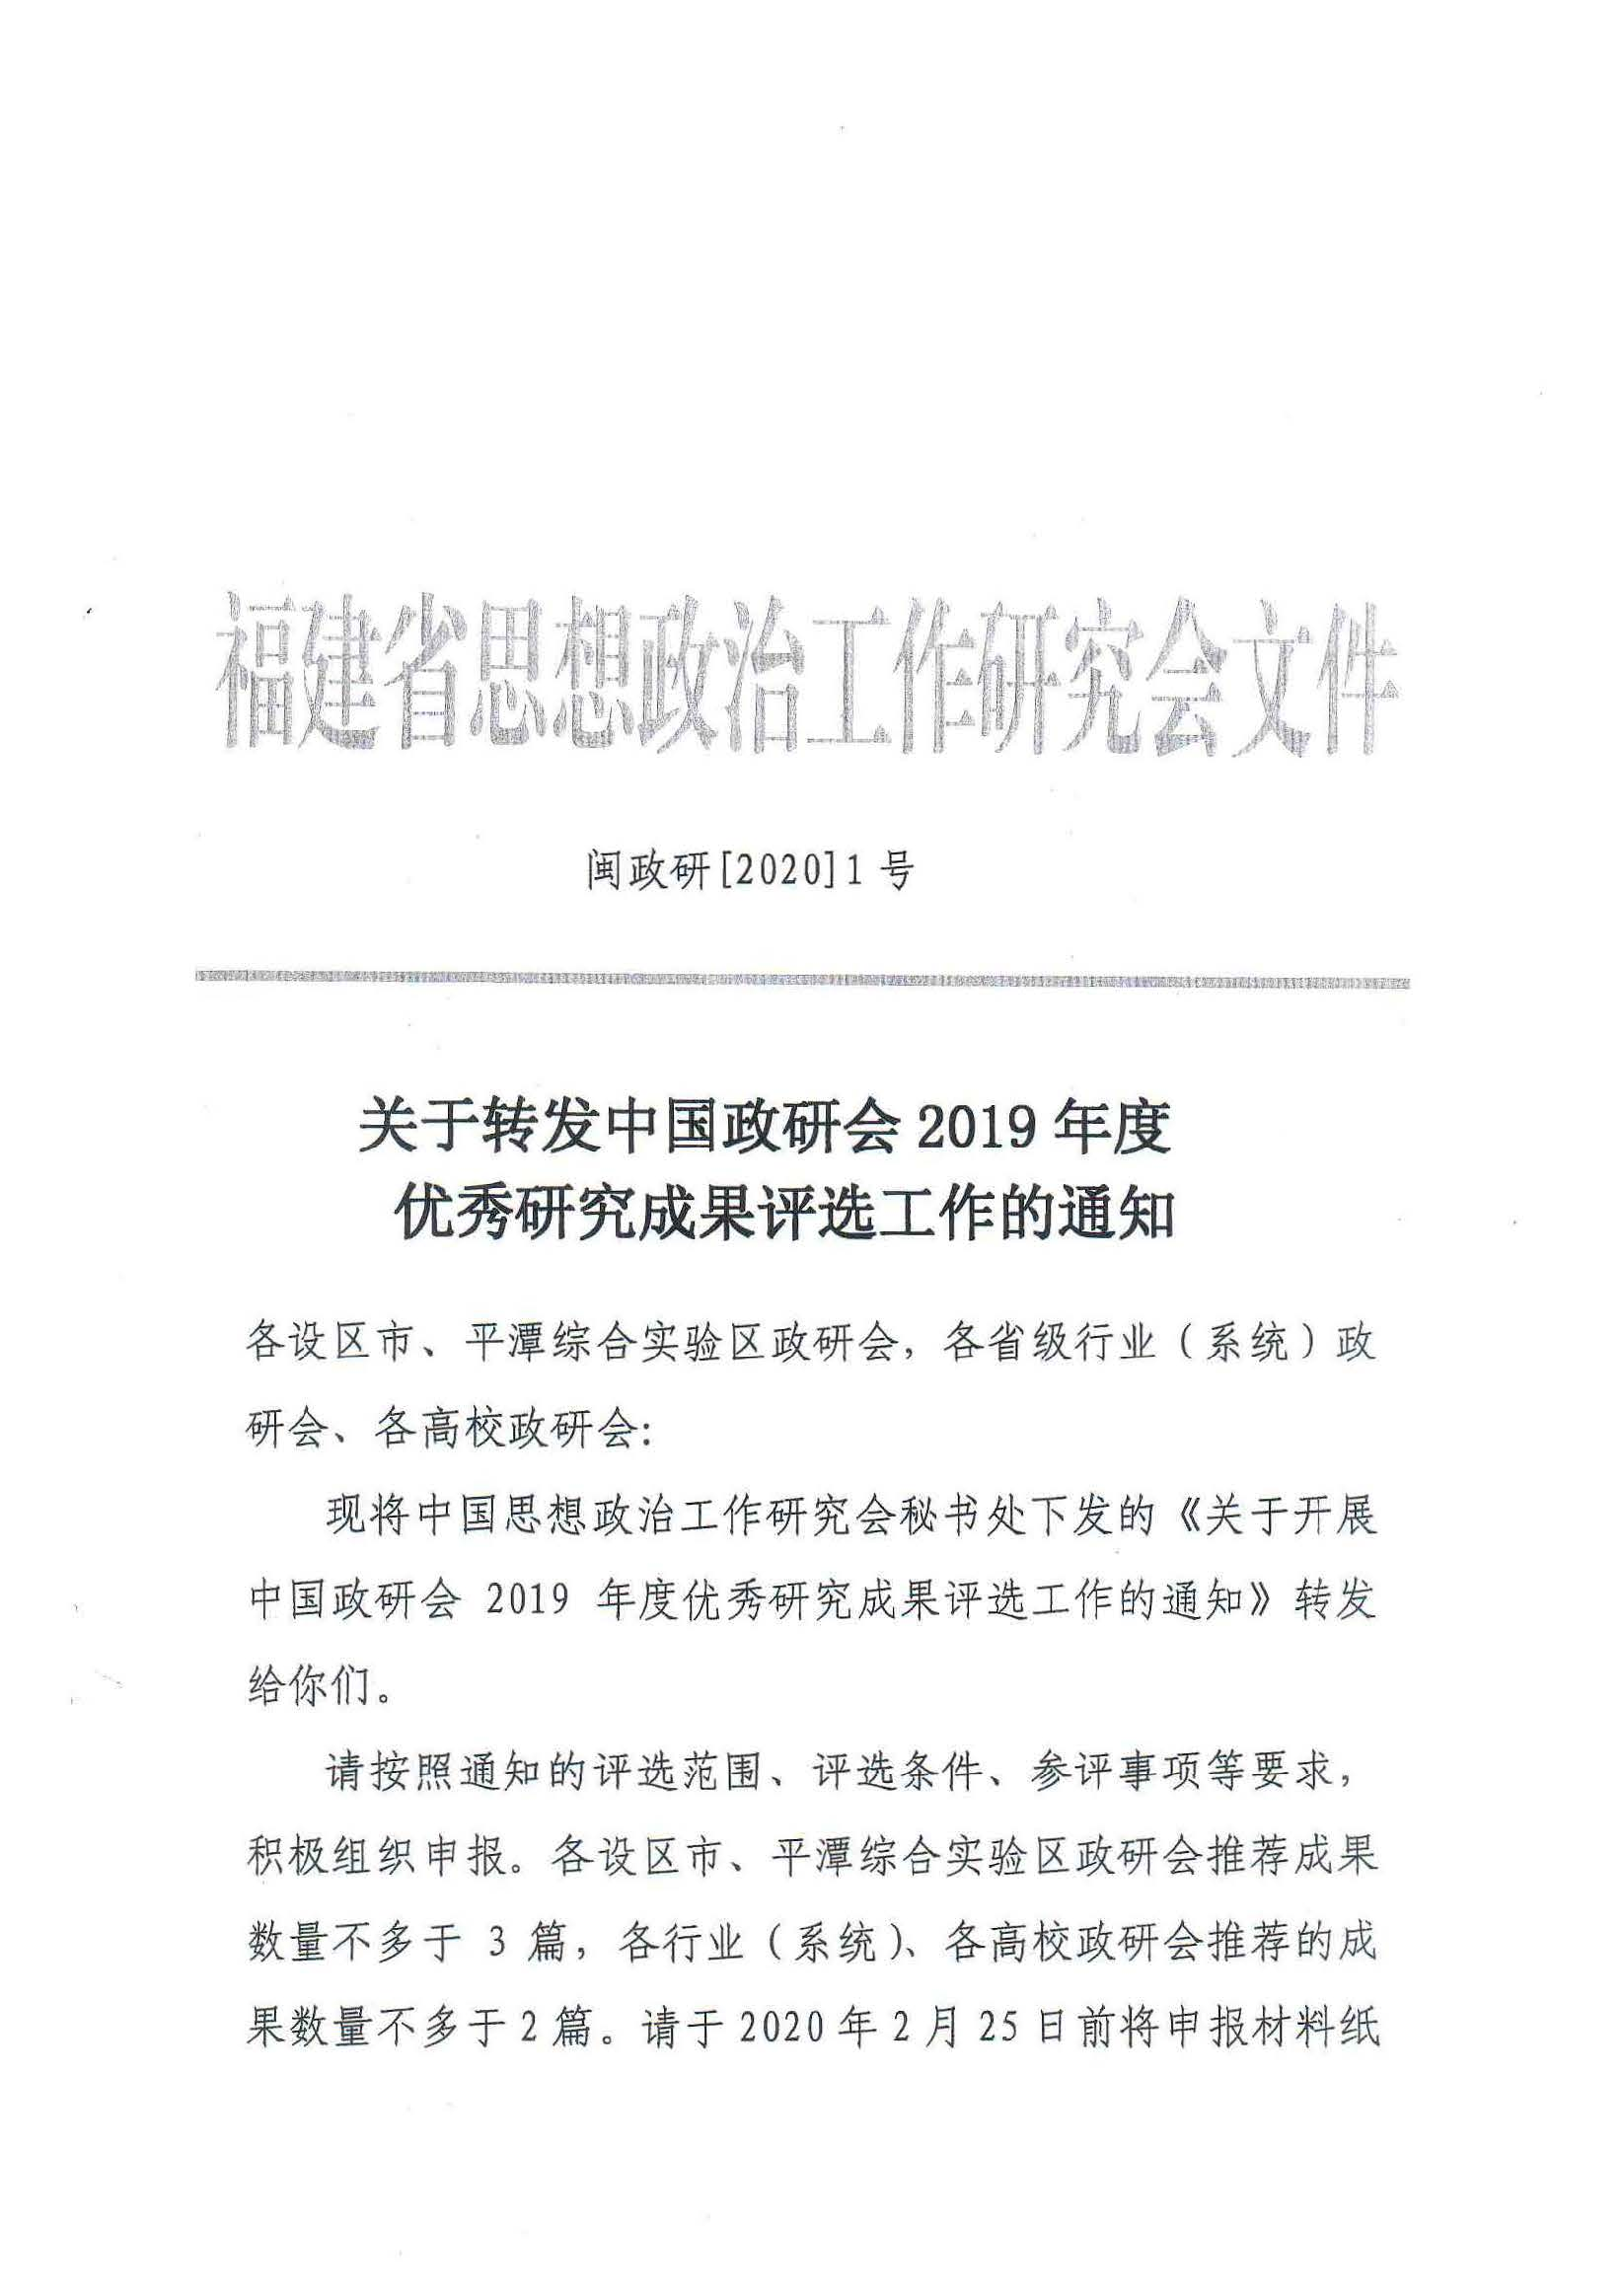 福建省思想政治工作研究会文件
闽政研[2020]1 号
关于转发中国政研会 2019 年度
优秀研究成果评选工作的通知
各设区市、平潭综合实验区政研会，各省级行业（系统）政
研会、各高校政研会：
现将中国思想政治工作研究会秘书处下发的《关于开展
中国政研会 2019 年度优秀研究成果评选工作的通知》转发
给你们。
请按照通知的评选范围、评选条件、参评事项等要求，
积极组织申报。各设区市、平潭综合实验区政研会推荐成果
数量不多于 3 篇，各行业（系统）、各高校政研会推荐的成
果数量不多于 2 篇。请于 2020 年 2 月 25 日前将申报材料纸